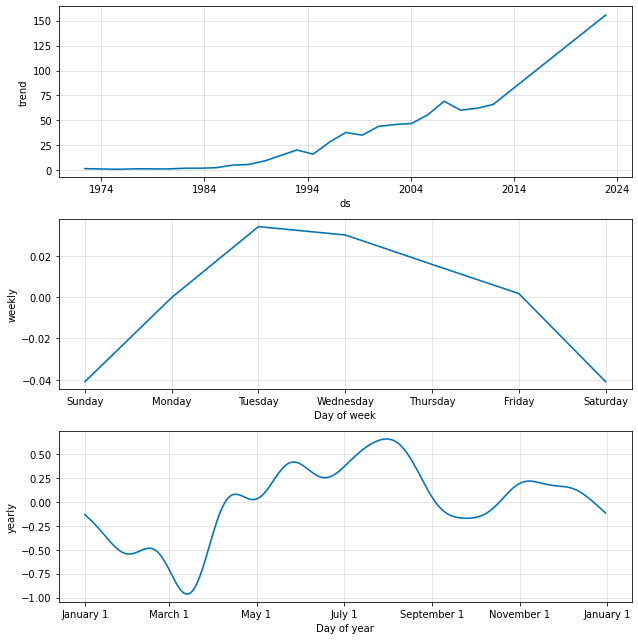 150
125
100
75
50
25
0
trend
1974 1984 1994 2004 2014 2024
ds
0.02
0.00
−0.02
−0.04
weekly
Sunday Monday Tuesday Wednesday Thursday Friday Saturday
Day of week
0.50
0.25
0.00
−0.25
−0.50
−0.75
−1.00
yearly
January 1 March 1 May 1 July 1 September 1 November 1 January 1
Day of year